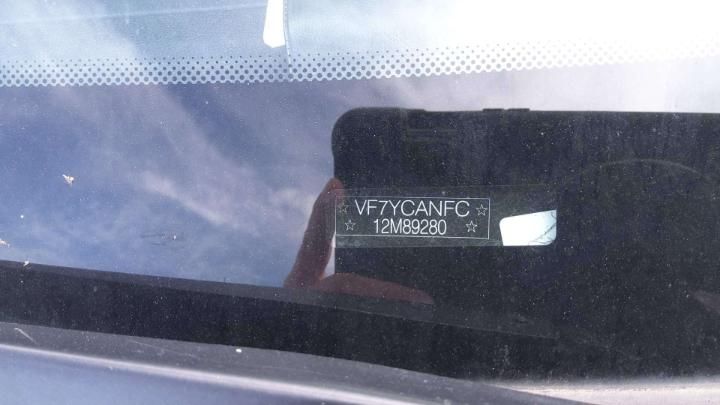 ☆ VF7YCANFC ☆
☆ 12M89280 ☆